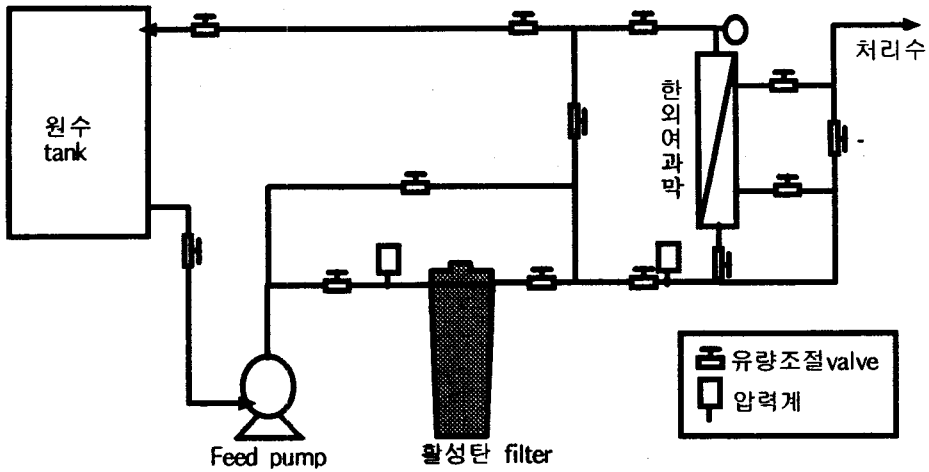 원수
tank
처리수
한외여과막
유량조절valve
압력계
Feed pump
활성탄 filter